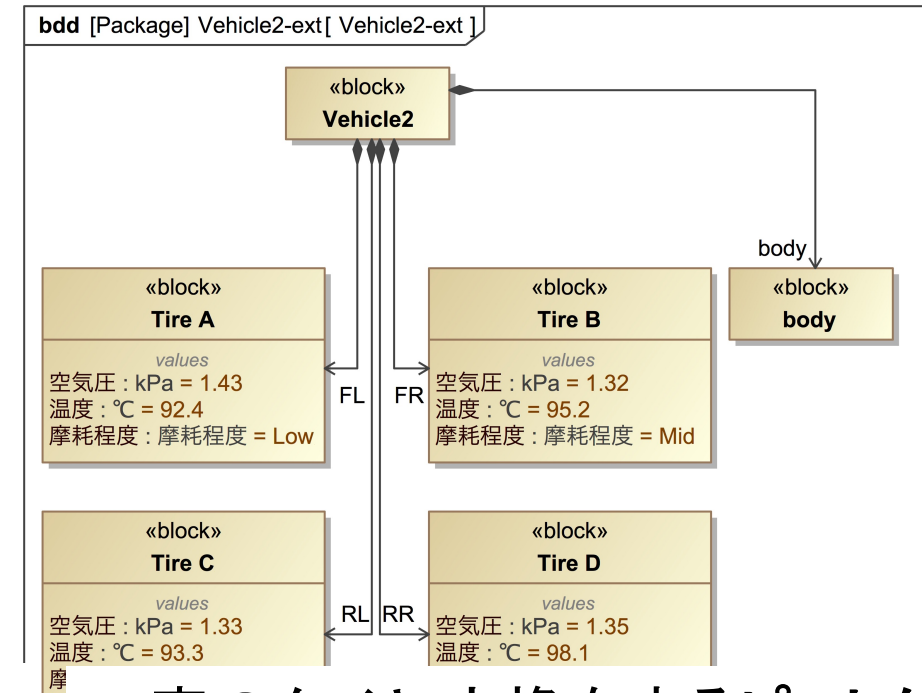 bdd [Package] Vehicle2-ext[ Vehicle2-ext ]
«block»
Vehicle2
body
«block»
body
«block»
Tire A
values
空気圧 : kPa = 1.43
温度 : ℃ = 92.4
摩耗程度 : 摩耗程度 = Low
FL
FR
«block»
Tire B
values
空気圧 : kPa = 1.32
温度 : ℃ = 95.2
摩耗程度 : 摩耗程度 = Mid
«block»
Tire C
values
空気圧 : kPa = 1.33
温度 : ℃ = 93.3
RL
RR
«block»
Tire D
values
空気圧 : kPa = 1.35
温度 : ℃ = 98.1